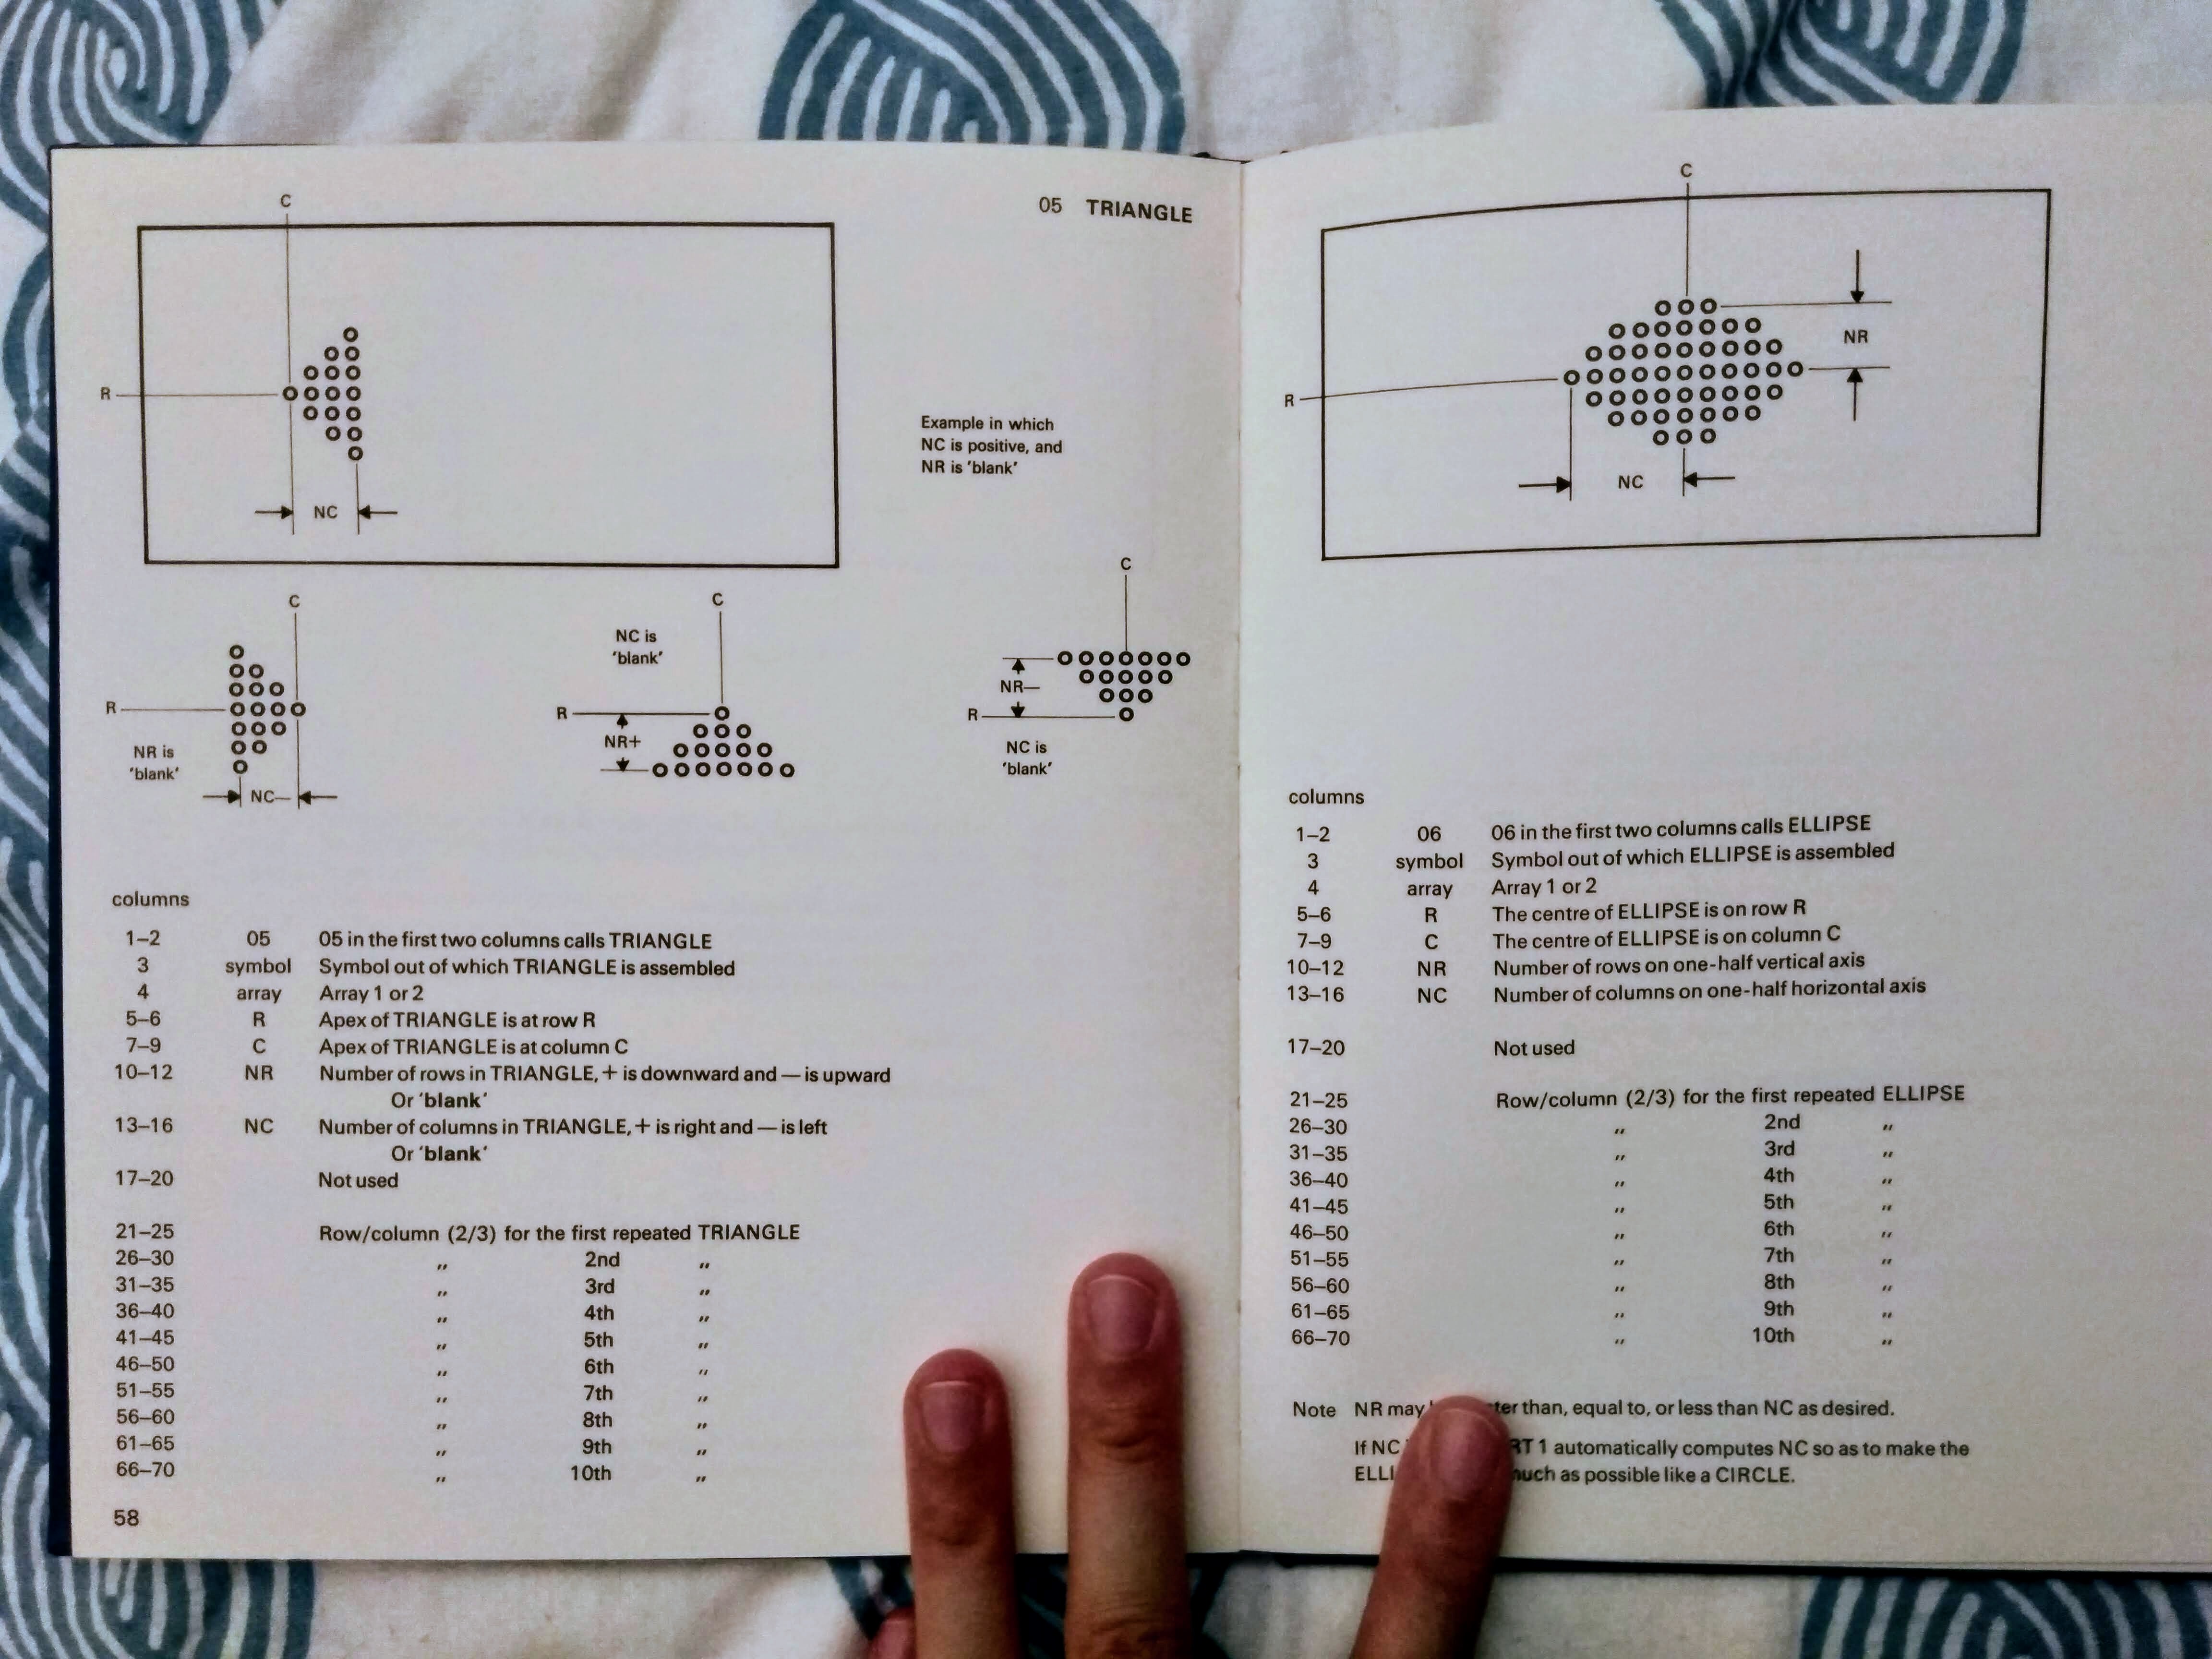 05 TRIANGLE
C
R
NC
Example in which
NC is positive, and
NR is 'blank'
C
R
NR is
'blank'
NC—
C
NC is
'blank'
R
NR+
C
NR—
R
NC is
'blank'
columns
1–2 05 05 in the first two columns calls TRIANGLE
3 symbol Symbol out of which TRIANGLE is assembled
4 array Array 1 or 2
5–6 R Apex of TRIANGLE is at row R
7–9 C Apex of TRIANGLE is at column C
10–12 NR Number of rows in TRIANGLE, + is downward and — is upward
Or 'blank'
13–16 NC Number of columns in TRIANGLE, + is right and — is left
Or 'blank'
17–20 Not used
21–25 Row/column (2/3) for the first repeated TRIANGLE
26–30 ,, 2nd ,,
31–35 ,, 3rd ,,
36–40 ,, 4th ,,
41–45 ,, 5th ,,
46–50 ,, 6th ,,
51–55 ,, 7th ,,
56–60 ,, 8th ,,
61–65 ,, 9th ,,
66–70 ,, 10th ,,
58
C
NR
R
NC
columns
1–2 06 06 in the first two columns calls ELLIPSE
3 symbol Symbol out of which ELLIPSE is assembled
4 array Array 1 or 2
5–6 R The centre of ELLIPSE is on row R
7–9 C The centre of ELLIPSE is on column C
10–12 NR Number of rows on one-half vertical axis
13–16 NC Number of columns on one-half horizontal axis
17–20 Not used
21–25 Row/column (2/3) for the first repeated ELLIPSE
26–30 ,, 2nd ,,
31–35 ,, 3rd ,,
36–40 ,, 4th ,,
41–45 ,, 5th ,,
46–50 ,, 6th ,,
51–55 ,, 7th ,,
56–60 ,, 8th ,,
61–65 ,, 9th ,,
66–70 ,, 10th ,,
Note NR may than, equal to, or less than NC as desired.
If NC 1 automatically computes NC so as to make the
as possible like a CIRCLE.